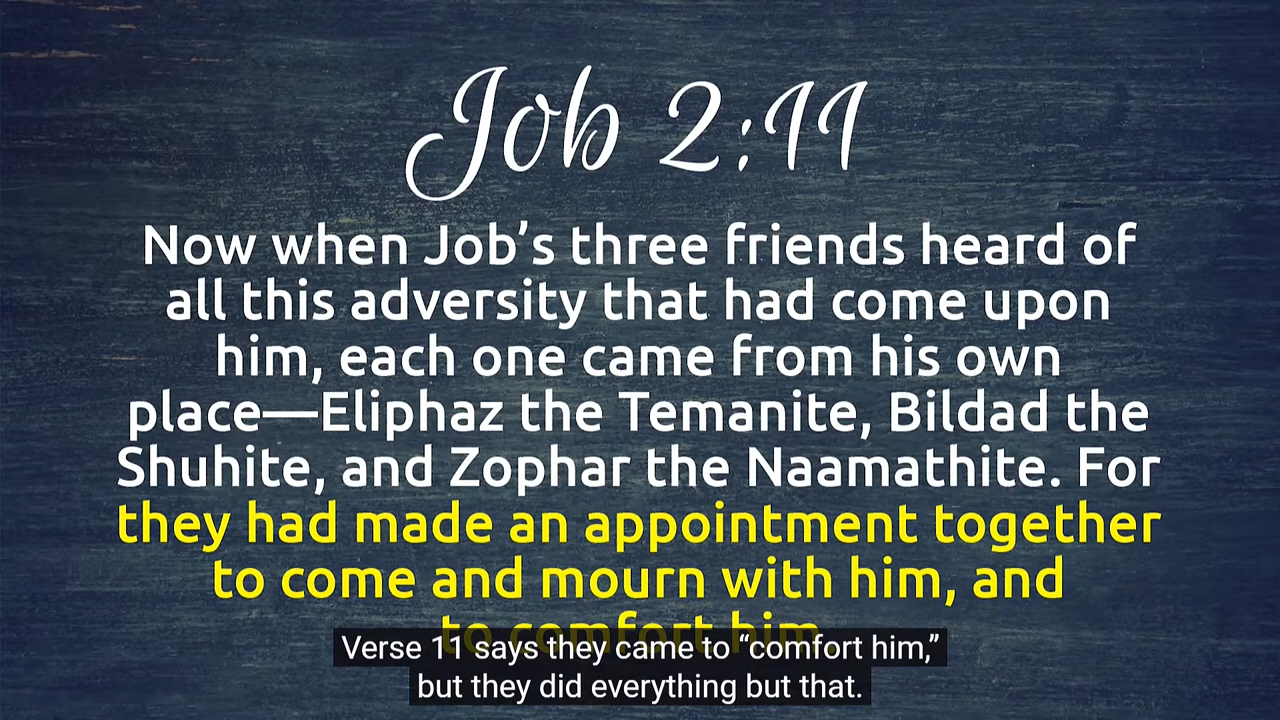 Job 2:11
Now when Job’s three friends heard of
all this adversity that had come upon
him, each one came from his own
place—Eliphaz the Temanite, Bildad the
Shuhite, and Zophar the Naamathite. For
they had made an appointment together
to come and mourn with him, and
to comfort him.
Verse 11 says they came to “comfort him,”
but they did everything but that.